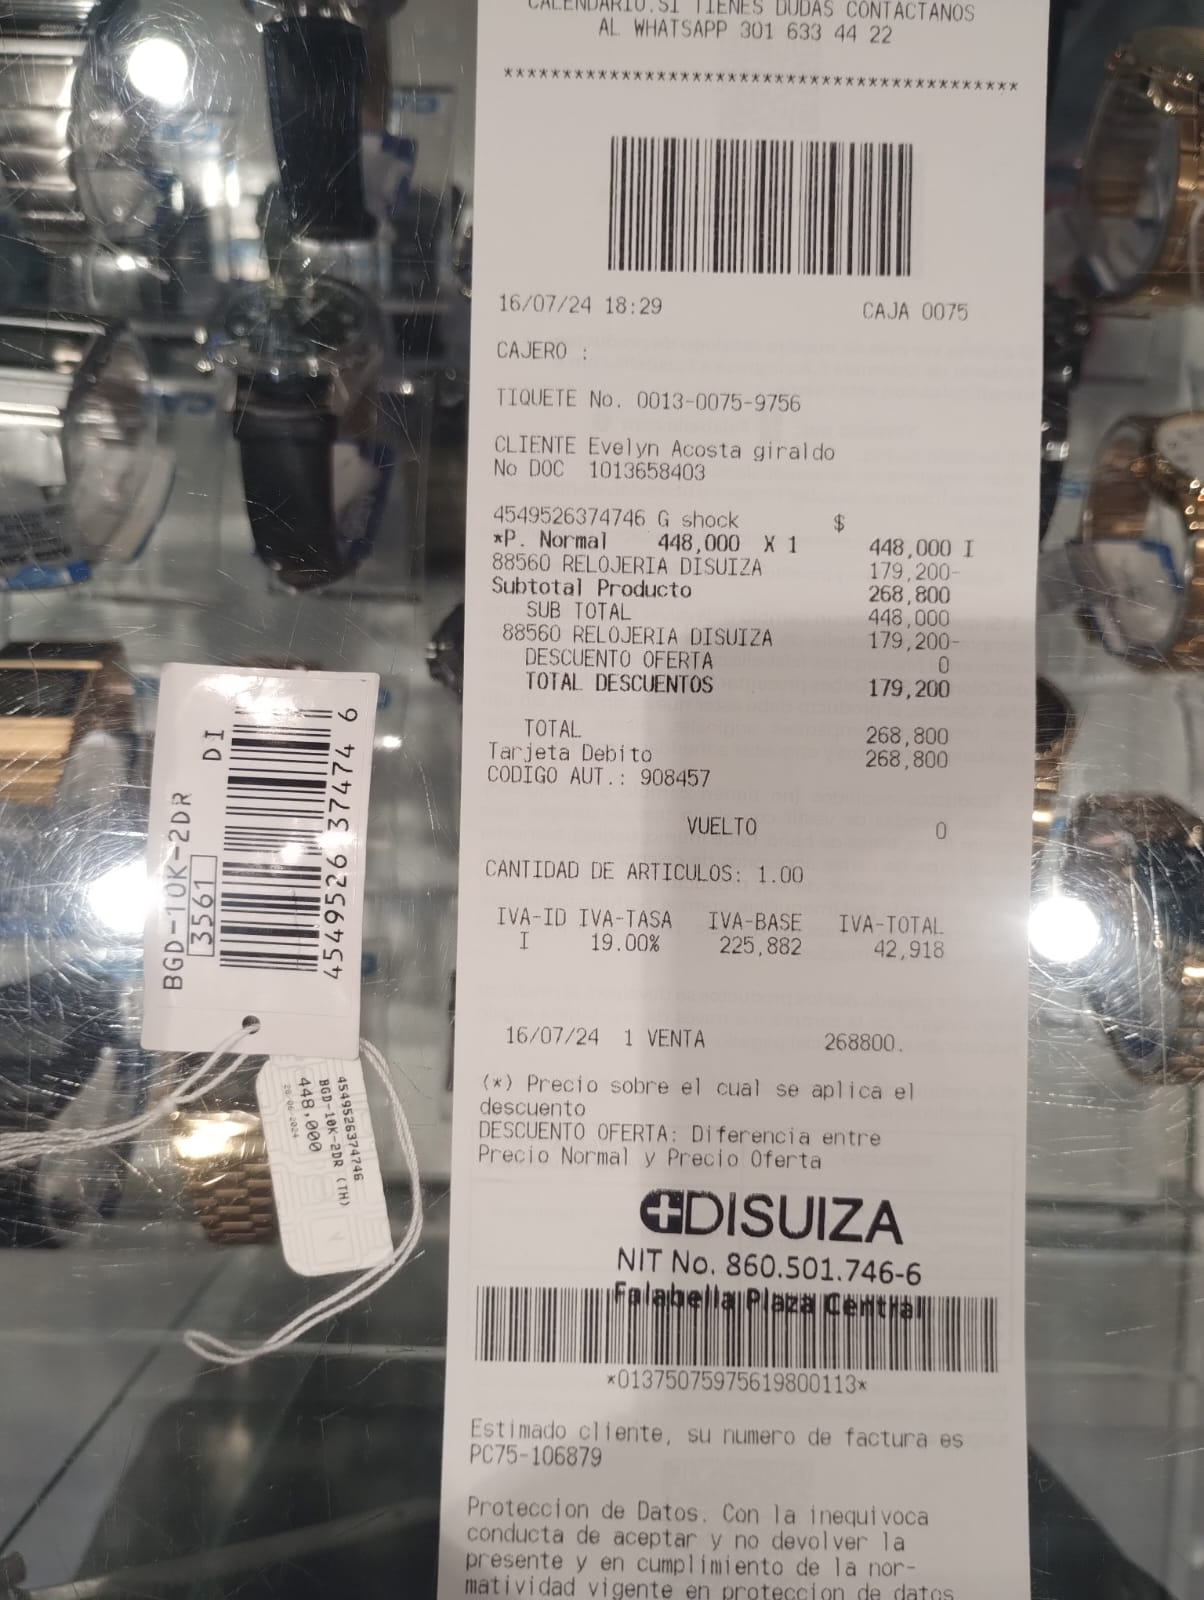 CALENDARIO.SI TIENES DUDAS CONTACTANOS
AL WHATSAPP 301 633 44 22
********************************************
16/07/24 18:29 CAJA 0075
CAJERO :
TIQUETE No. 0013-0075-9756
CLIENTE Evelyn Acosta giraldo
No DOC 1013658403
4549526374746 G shock $
*P. Normal 448,000 X 1 448,000 I
88560 RELOJERIA DISUIZA 179,200-
Subtotal Producto 268,800
SUB TOTAL 448,000
88560 RELOJERIA DISUIZA 179,200-
DESCUENTO OFERTA 0
TOTAL DESCUENTOS 179,200
TOTAL 268,800
Tarjeta Debito 268,800
CODIGO AUT.: 908457
VUELTO 0
CANTIDAD DE ARTICULOS: 1.00
IVA-ID IVA-TASA IVA-BASE IVA-TOTAL
I 19.00% 225,882 42,918
16/07/24 1 VENTA 268800.
(*) Precio sobre el cual se aplica el
descuento
DESCUENTO OFERTA: Diferencia entre
Precio Normal y Precio Oferta
DISUIZA
NIT No. 860.501.746-6
Falabella Plaza Central
*01375075975619800113*
Estimado cliente, su numero de factura es
PC75-106879
Proteccion de Datos. Con la inequivoca
conducta de aceptar y no devolver la
presente y en cumplimiento de la nor-
matividad vigente en proteccion de datos
BGD-10K-2DR
3561 DI
4549526 37474 6
4549526374746
BGD-10K-2DR (TH)
448,000
28-06-2024